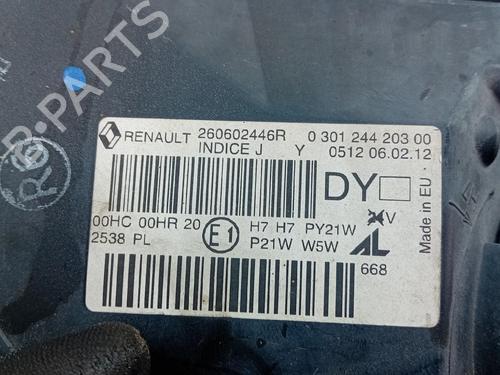 RENAULT 260602446R 0 301 244 203 00
INDICE J Y 0512 06.02.12
DY
Made in EU
00HC 00HR 20 E1 H7 H7 PY21W
2538 PL P21W W5W AL
668
B-PARTS